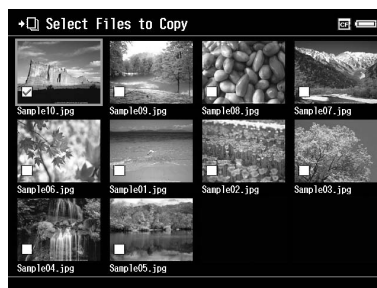 Select Files to Copy
CF
Sample10.jpg
Sample09.jpg
Sample08.jpg
Sample07.jpg
Sample06.jpg
Sample01.jpg
Sample02.jpg
Sample03.jpg
Sample04.jpg
Sample05.jpg